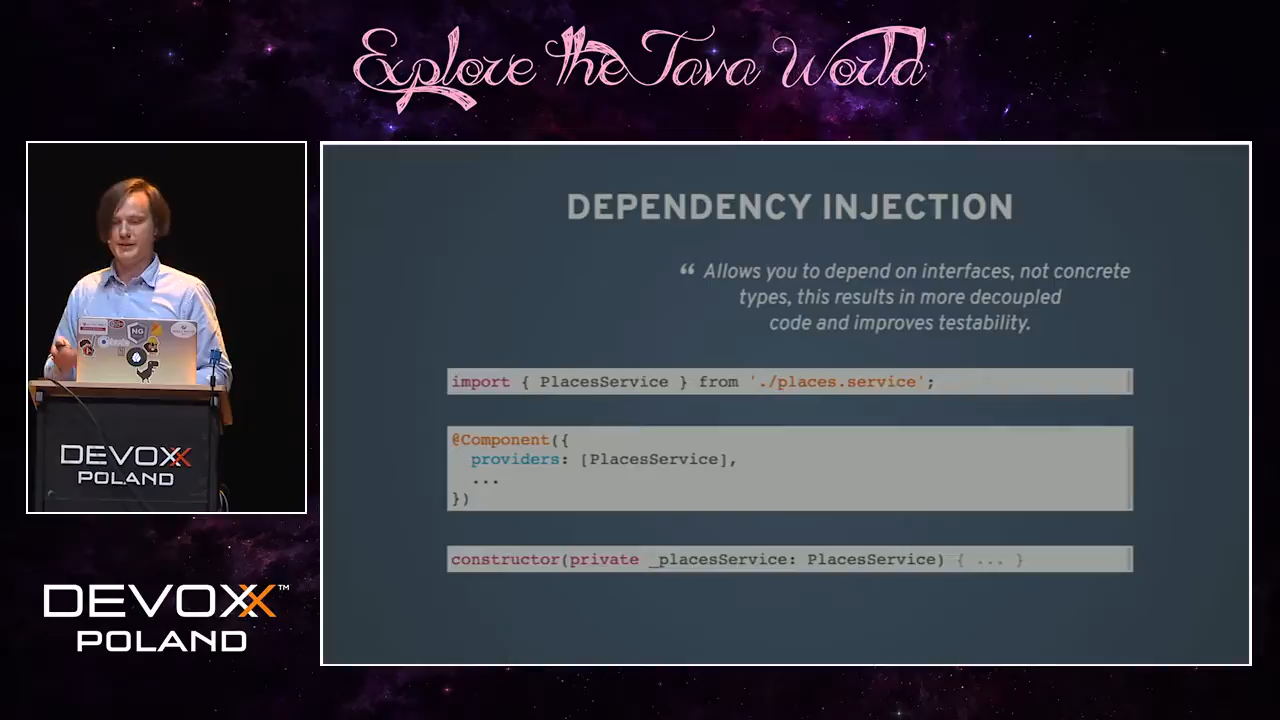 Explore the Java World
DEPENDENCY INJECTION
“ Allows you to depend on interfaces, not concrete
types, this results in more decoupled
code and improves testability.
import { PlacesService } from './places.service';
@Component({
providers: [PlacesService],
...
})
constructor(private _placesService: PlacesService) { ... }
NG
DEVOXX
POLAND
DEVOXX™
POLAND